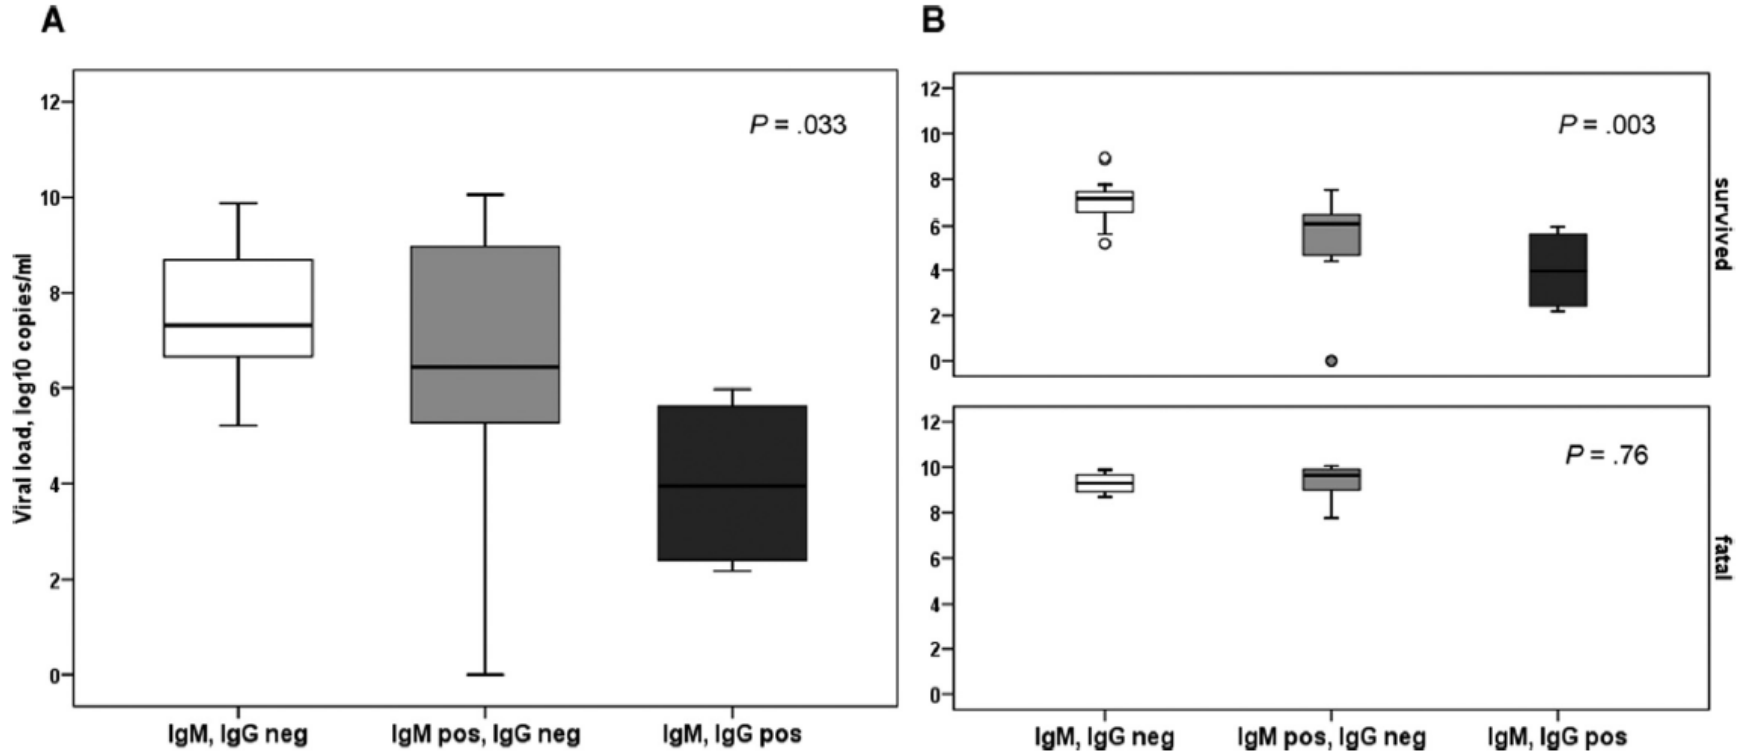 A
Viral load, log10 copies/ml
12
10
8
6
4
2
0
P = .033
IgM, IgG neg
IgM pos, IgG neg
IgM, IgG pos
B
12
10
8
6
4
2
0
P = .003
survived
12
10
8
6
4
2
0
P = .76
fatal
IgM, IgG neg
IgM pos, IgG neg
IgM, IgG pos